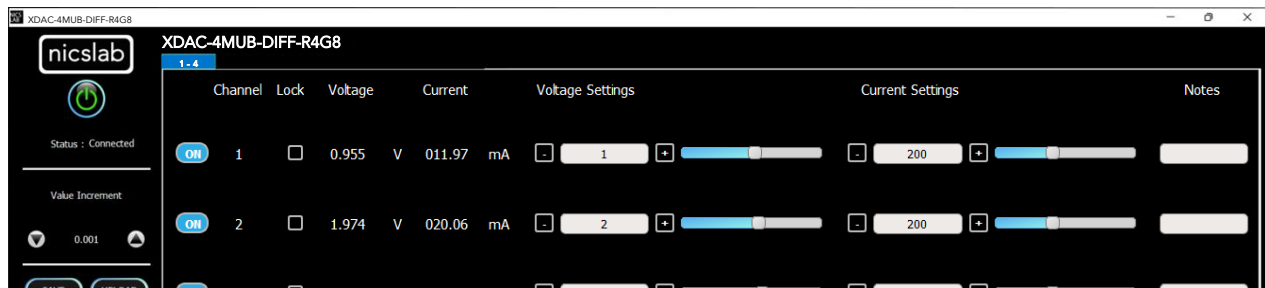 XDAC-4MUB-DIFF-R4G8
nicslab
XDAC-4MUB-DIFF-R4G8
1 - 4
Channel Lock Voltage Current Voltage Settings Current Settings Notes
Status : Connected
ON 1 0.955 V 011.97 mA - 1 + - 200 +
Value Increment
ON 2 1.974 V 020.06 mA - 2 + - 200 +
0.001